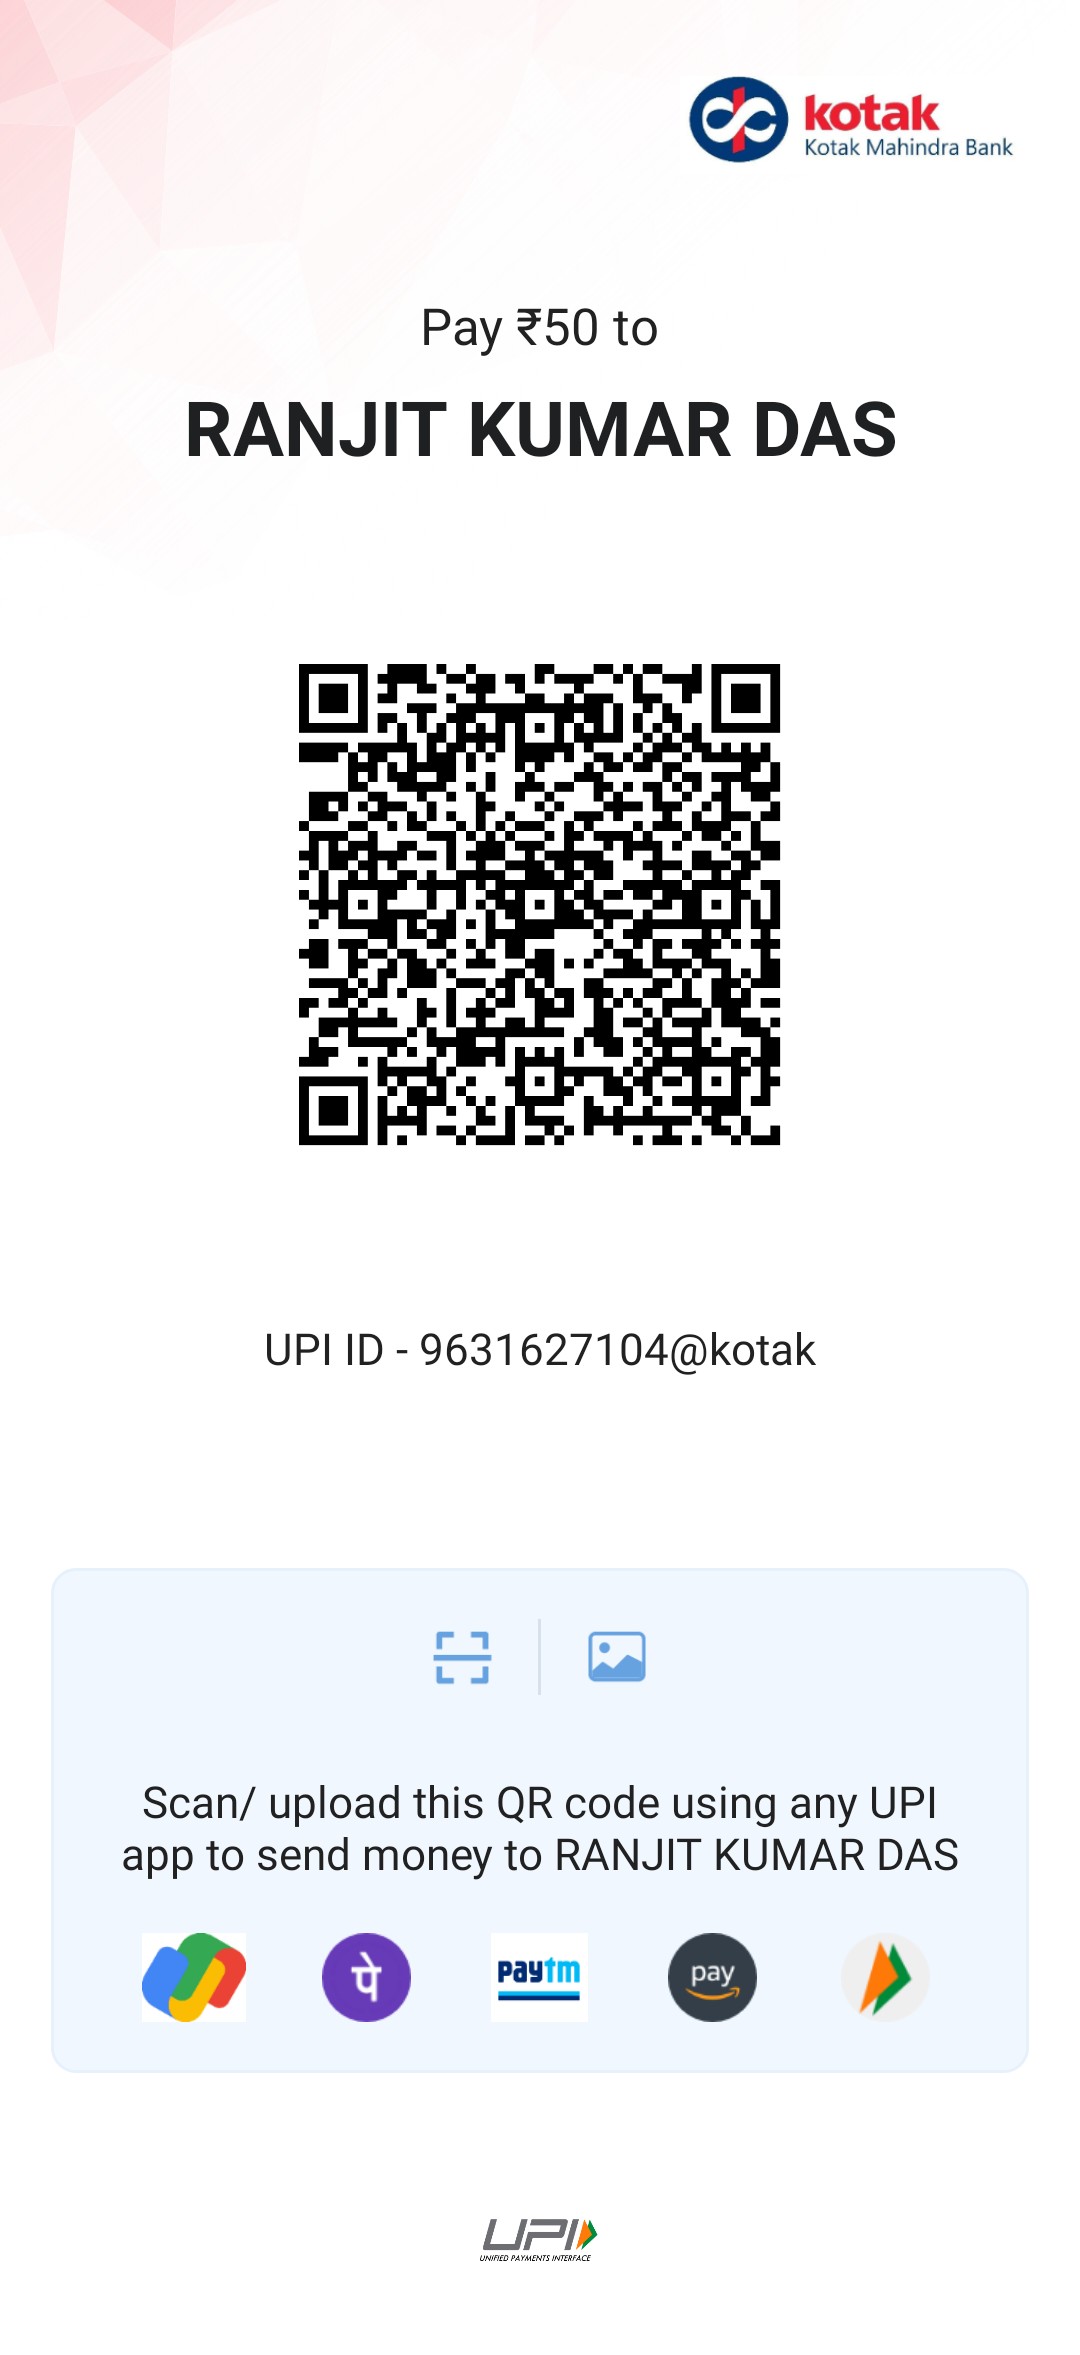 kotak
Kotak Mahindra Bank
Pay ₹50 to
RANJIT KUMAR DAS
UPI ID - 9631627104@kotak
Scan/ upload this QR code using any UPI
app to send money to RANJIT KUMAR DAS
पे
paytm
pay
UPI
UNIFIED PAYMENTS INTERFACE